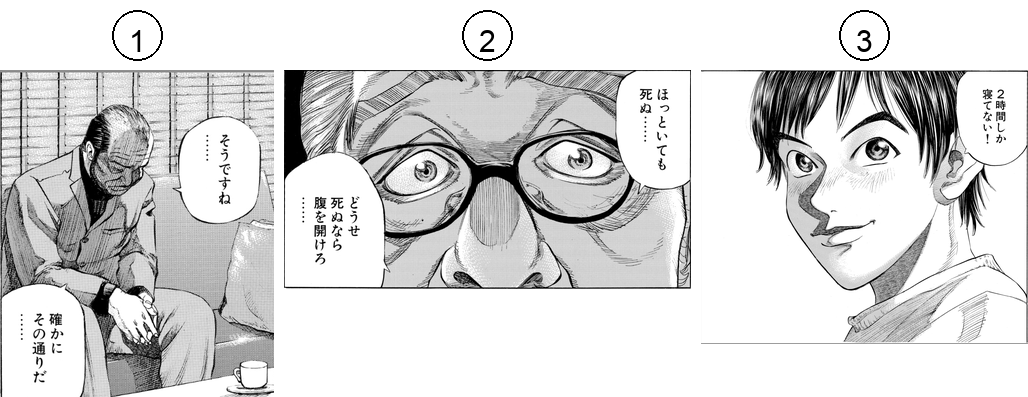 1
そうですね
……
確かに
その通りだ
……
2
ほっといても
死ぬ……
どうせ
死ぬなら
腹を開けろ
……
3
2時間しか
寝てない!